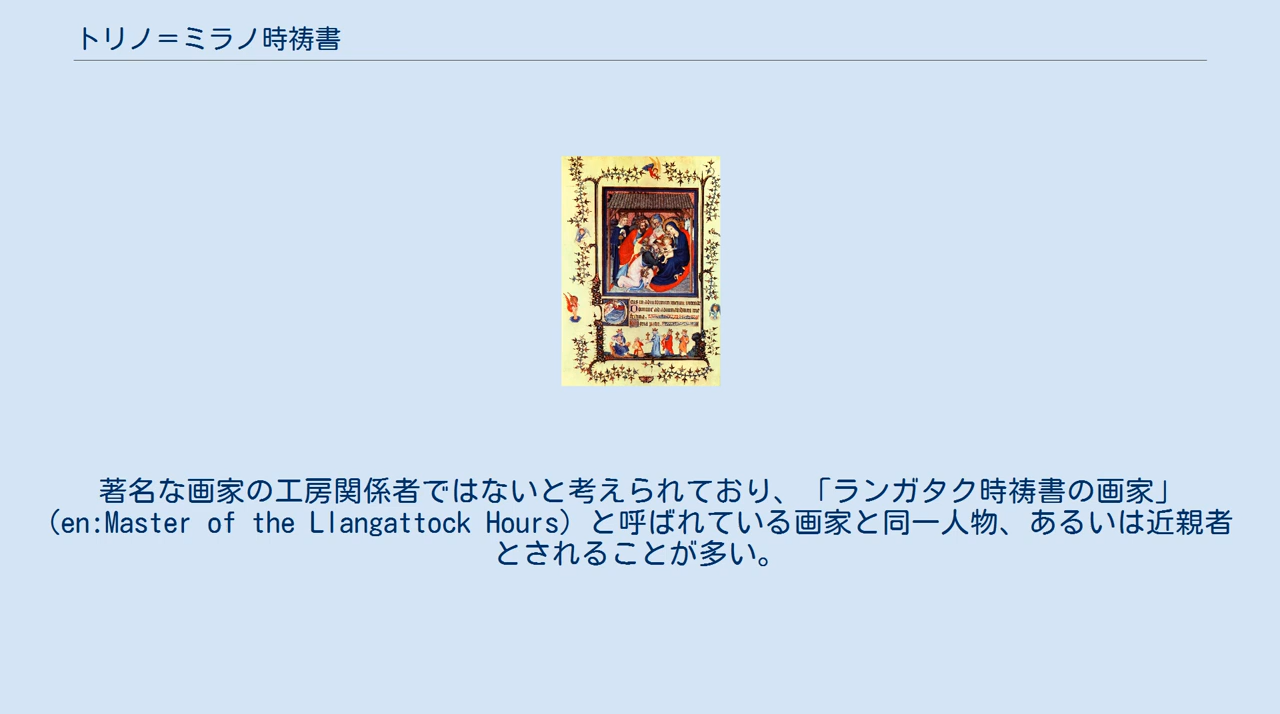 トリノ＝ミラノ時祷書
著名な画家の工房関係者ではないと考えられており、「ランガタク時祷書の画家」
（en:Master of the Llangattock Hours）と呼ばれている画家と同一人物、あるいは近親者
とされることが多い。